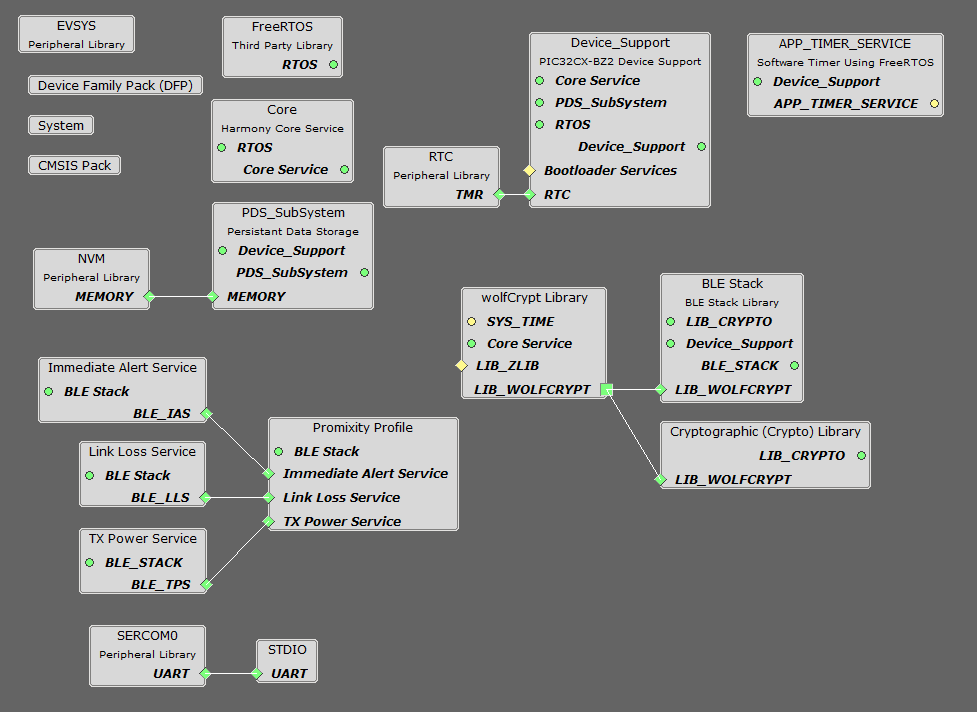 EVSYS
Peripheral Library
Device Family Pack (DFP)
System
CMSIS Pack
FreeRTOS
Third Party Library
RTOS
Core
Harmony Core Service
RTOS
Core Service
RTC
Peripheral Library
TMR
Device_Support
PIC32CX-BZ2 Device Support
Core Service
PDS_SubSystem
RTOS
Device_Support
Bootloader Services
RTC
APP_TIMER_SERVICE
Software Timer Using FreeRTOS
Device_Support
APP_TIMER_SERVICE
NVM
Peripheral Library
MEMORY
PDS_SubSystem
Persistant Data Storage
Device_Support
PDS_SubSystem
MEMORY
wolfCrypt Library
SYS_TIME
Core Service
LIB_ZLIB
LIB_WOLFCRYPT
BLE Stack
BLE Stack Library
LIB_CRYPTO
Device_Support
BLE_STACK
LIB_WOLFCRYPT
Cryptographic (Crypto) Library
LIB_CRYPTO
LIB_WOLFCRYPT
Immediate Alert Service
BLE Stack
BLE_IAS
Link Loss Service
BLE Stack
BLE_LLS
TX Power Service
BLE_STACK
BLE_TPS
Promixity Profile
BLE Stack
Immediate Alert Service
Link Loss Service
TX Power Service
SERCOM0
Peripheral Library
UART
STDIO
UART